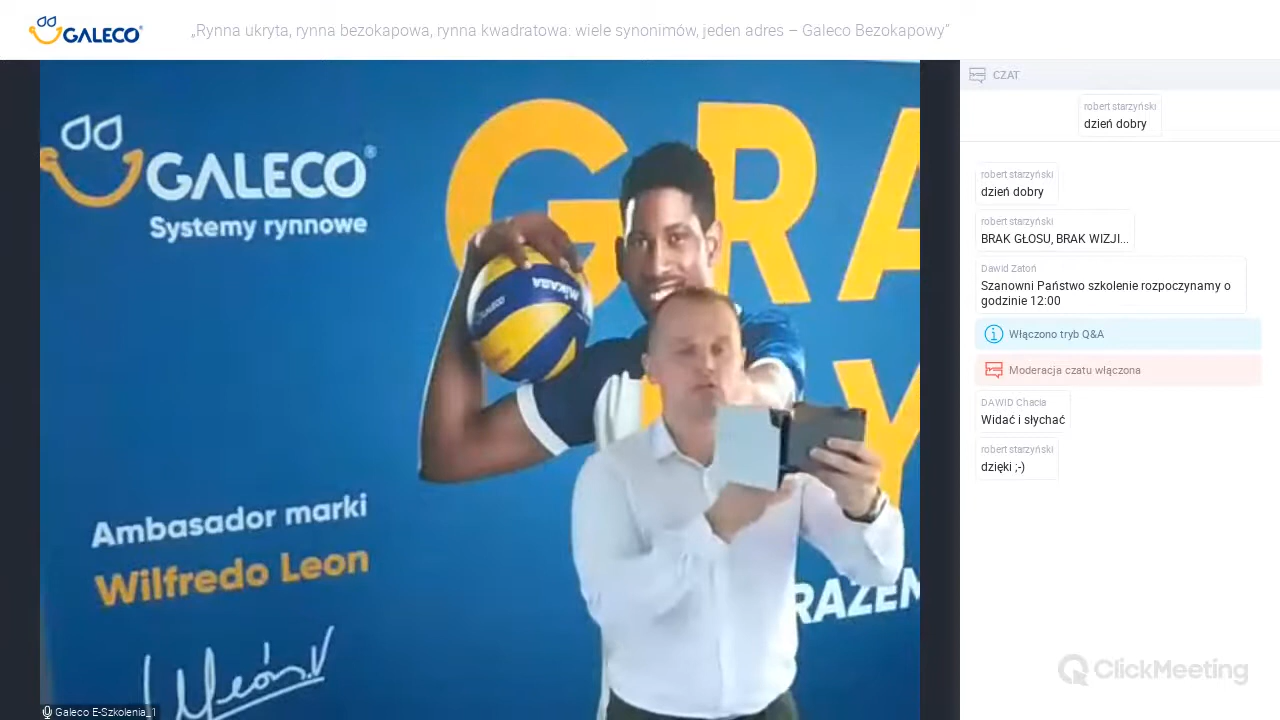 GALECO
„Rynna ukryta, rynna bezokapowa, rynna kwadratowa: wiele synonimów, jeden adres – Galeco Bezokapowy"
CZAT
robert starzyński
dzień dobry
robert starzyński
dzień dobry
robert starzyński
BRAK GŁOSU, BRAK WIZJI...
Dawid Zatoń
Szanowni Państwo szkolenie rozpoczynamy o
godzinie 12:00
Włączono tryb Q&A
Moderacja czatu włączona
DAWID Chacia
Widać i słychać
robert starzyński
dzięki ;-)
ClickMeeting
GALECO®
Systemy rynnowe
GRA
MIKASA
GALECO
Y
Ambasador marki
Wilfredo Leon
RAZEM
Galeco E-Szkolenia_1